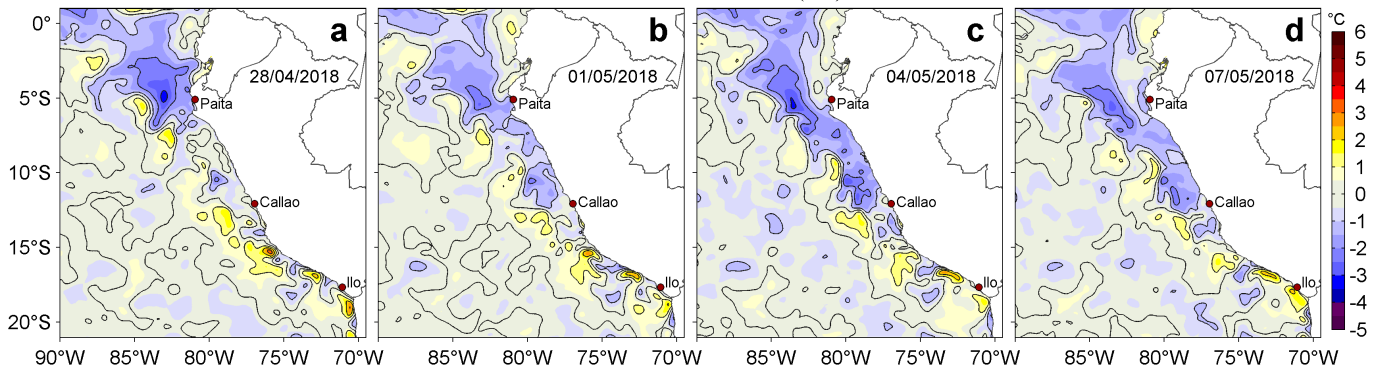 a
b
c
d
°C
28/04/2018
01/05/2018
04/05/2018
07/05/2018
Paita
Callao
Ilo
Paita
Callao
Ilo
Paita
Callao
Ilo
Paita
Callao
Ilo
0°
5°S
10°S
15°S
20°S
90°W
85°W
80°W
75°W
70°W
85°W
80°W
75°W
70°W
85°W
80°W
75°W
70°W
85°W
80°W
75°W
70°W
6
5
4
3
2
1
0
-1
-2
-3
-4
-5